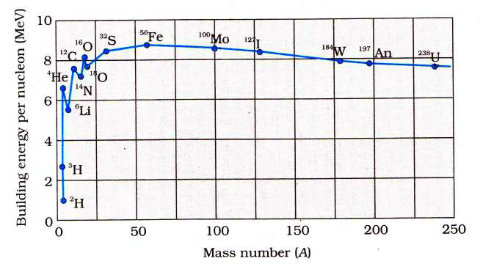 Building energy per nucleon (MeV)
10
8
6
4
2
0
⁴He
¹²C
¹⁶O
³²S
⁵⁶Fe
¹⁰⁰Mo
¹²⁷I
¹⁸⁴W
¹⁹⁷An
²³⁸U
¹⁸O
¹⁴N
⁶Li
³H
²H
0 50 100 150 200 250
Mass number (A)